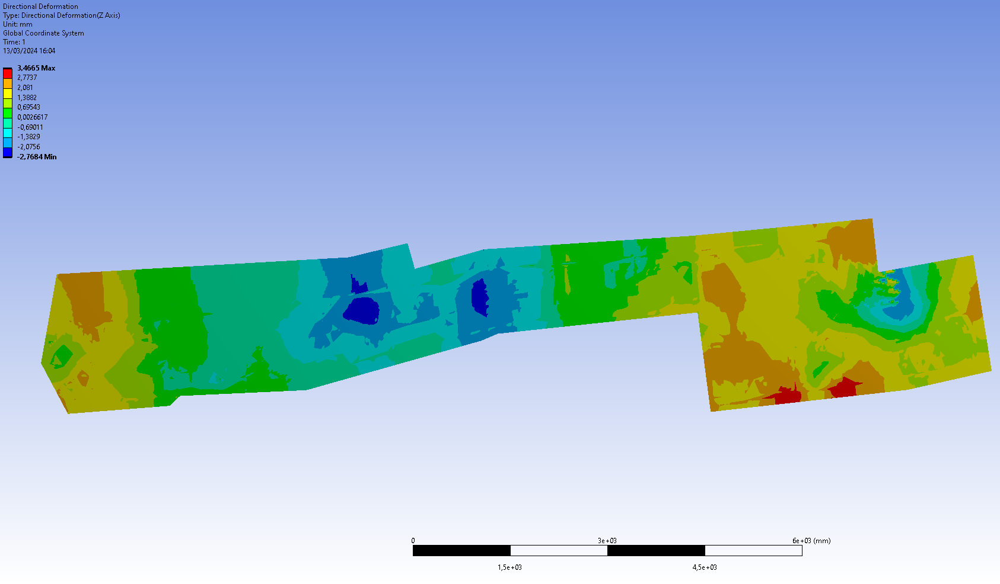 Directional Deformation
Type: Directional Deformation(Z Axis)
Unit: mm
Global Coordinate System
Time: 1
13/03/2024 16:04
3,4665 Max
2,7737
2,081
1,3882
0,69543
0,0026617
-0,69011
-1,3829
-2,0756
-2,7684 Min
0 3e+03 6e+03 (mm)
1,5e+03 4,5e+03